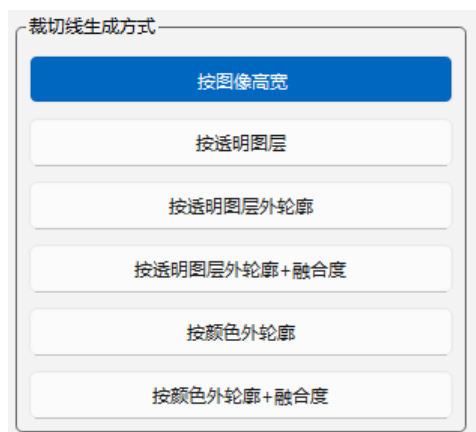 裁切线生成方式
按图像高宽
按透明图层
按透明图层外轮廓
按透明图层外轮廓+融合度
按颜色外轮廓
按颜色外轮廓+融合度